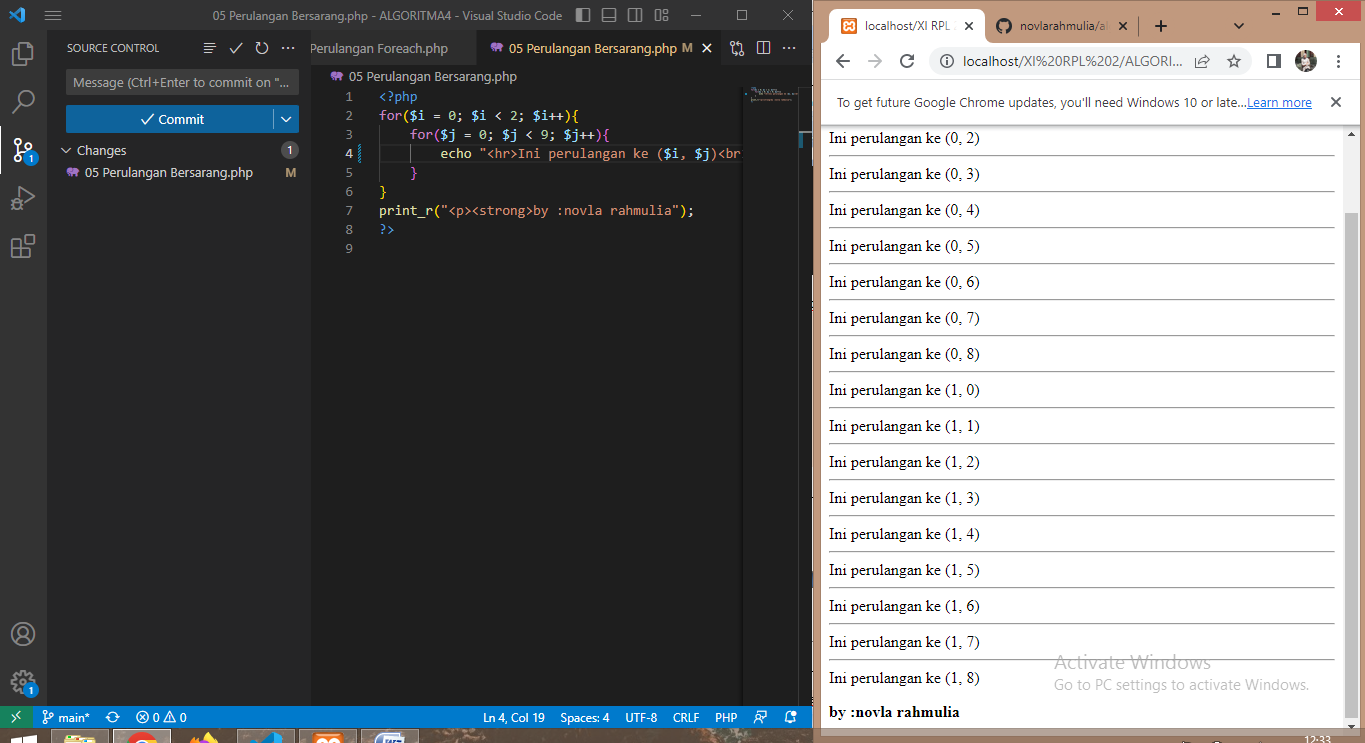 05 Perulangan Bersarang.php - ALGORITMA4 - Visual Studio Code
SOURCE CONTROL
Message (Ctrl+Enter to commit on "...
Commit
Changes
1
05 Perulangan Bersarang.php
M
1
1
Perulangan Foreach.php
05 Perulangan Bersarang.php M
05 Perulangan Bersarang.php
1 <?php
2 for($i = 0; $i < 2; $i++){
3 for($j = 0; $j < 9; $j++){
4 echo "<hr>Ini perulangan ke ($i, $j)<br
5 }
6 }
7 print_r("<p><strong>by :novla rahmulia");
8 ?>
9
main*
0 0
Ln 4, Col 19
Spaces: 4
UTF-8
CRLF
PHP
localhost/XI RPL
novlarahmulia/al
localhost/XI%20RPL%202/ALGORI...
To get future Google Chrome updates, you'll need Windows 10 or late...Learn more
Ini perulangan ke (0, 2)
Ini perulangan ke (0, 3)
Ini perulangan ke (0, 4)
Ini perulangan ke (0, 5)
Ini perulangan ke (0, 6)
Ini perulangan ke (0, 7)
Ini perulangan ke (0, 8)
Ini perulangan ke (1, 0)
Ini perulangan ke (1, 1)
Ini perulangan ke (1, 2)
Ini perulangan ke (1, 3)
Ini perulangan ke (1, 4)
Ini perulangan ke (1, 5)
Ini perulangan ke (1, 6)
Ini perulangan ke (1, 7)
Ini perulangan ke (1, 8)
by :novla rahmulia
Activate Windows
Go to PC settings to activate Windows.
12:33